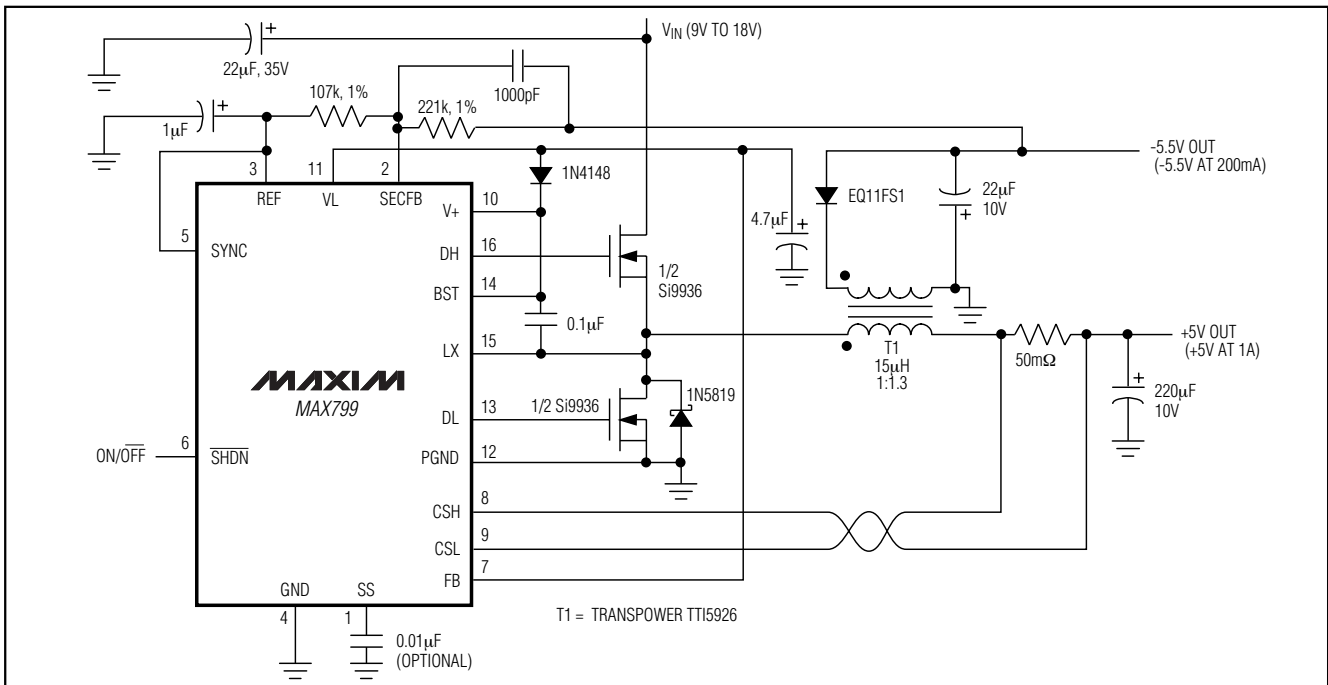 V_IN (9V TO 18V)
+
22µF, 35V
107k, 1%
1000pF
+
1µF
221k, 1%
-5.5V OUT
(-5.5V AT 200mA)
3
11
2
1N4148
REF
VL
SECFB
10
V+
EQ11FS1
22µF
10V
+
4.7µF
+
5
SYNC
16
DH
1/2
Si9936
14
BST
0.1µF
15
LX
+5V OUT
(+5V AT 1A)
T1
15µH
1:1.3
50mΩ
MAXIM
MAX799
+
220µF
10V
1N5819
13
DL
1/2 Si9936
6
ON/OFF
SHDN
12
PGND
8
CSH
9
CSL
7
FB
GND
SS
4
1
T1 = TRANSPOWER TTI5926
0.01µF
(OPTIONAL)